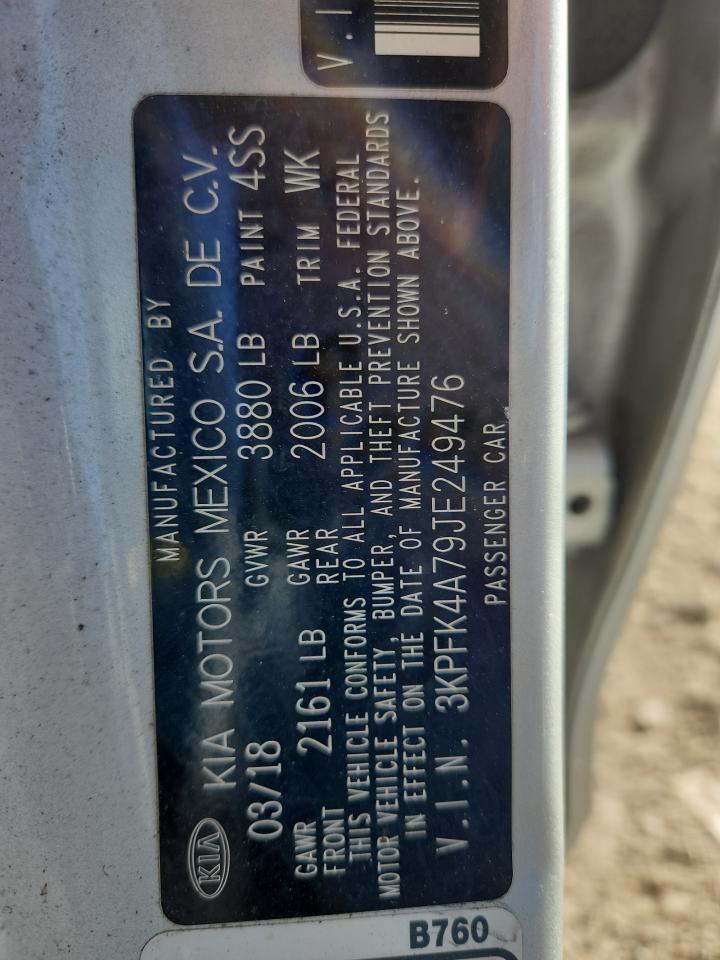 V.I
MANUFACTURED BY
KIA KIA MOTORS MEXICO S.A. DE C.V.
03/18 GVWR 3880 LB PAINT 4SS
GAWR FRONT 2161 LB GAWR REAR 2006 LB TRIM WK
THIS VEHICLE CONFORMS TO ALL APPLICABLE U.S.A. FEDERAL
MOTOR VEHICLE SAFETY, BUMPER, AND THEFT PREVENTION STANDARDS
IN EFFECT ON THE DATE OF MANUFACTURE SHOWN ABOVE.
V.I.N. 3KPFK4A79JE249476
PASSENGER CAR
B760